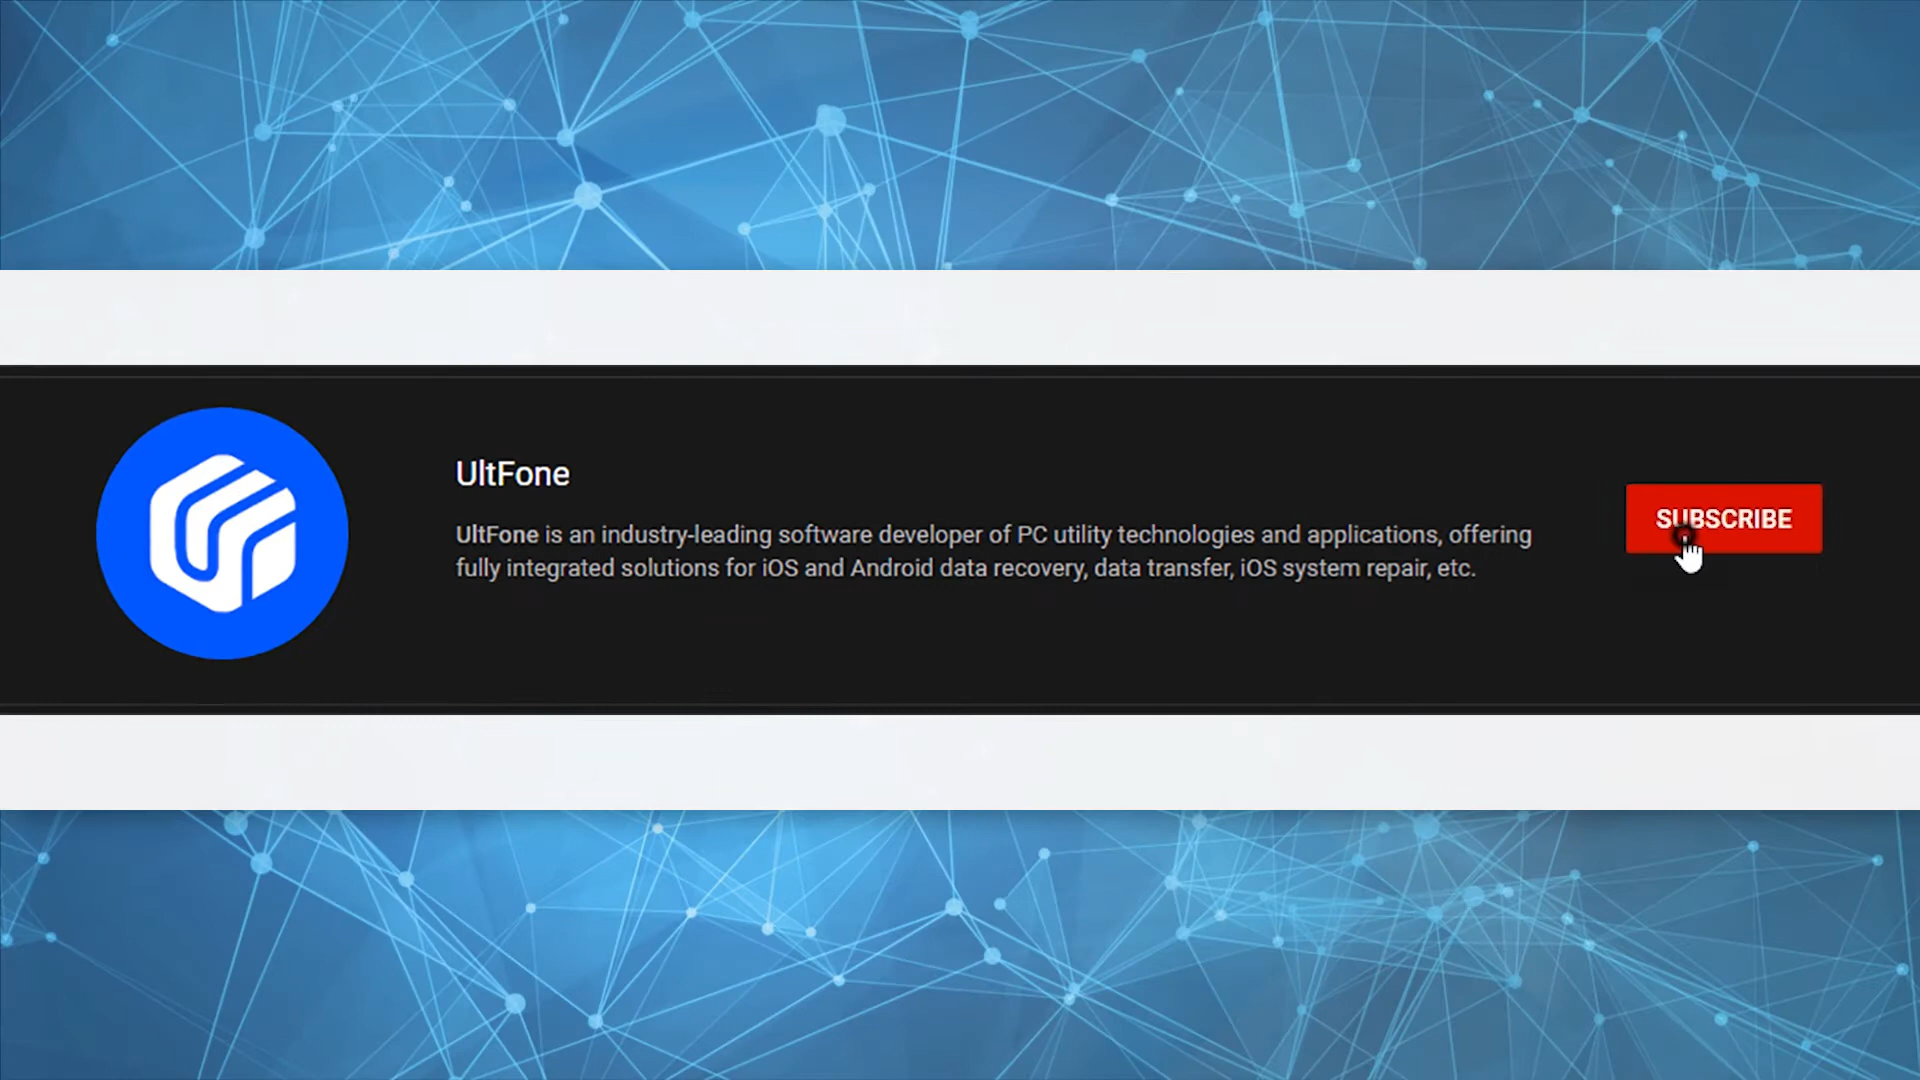 UltFone
UltFone is an industry-leading software developer of PC utility technologies and applications, offering
fully integrated solutions for iOS and Android data recovery, data transfer, iOS system repair, etc.
SUBSCRIBE